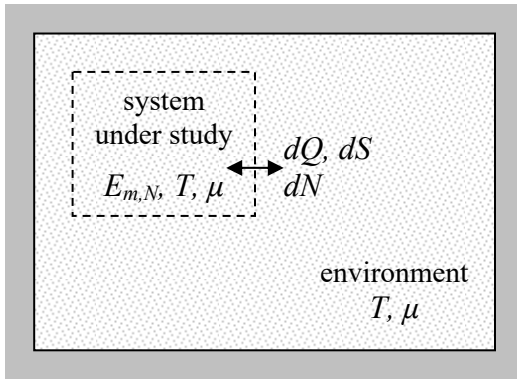 system
under study
E_{m,N}, T, μ
dQ, dS
dN
environment
T, μ